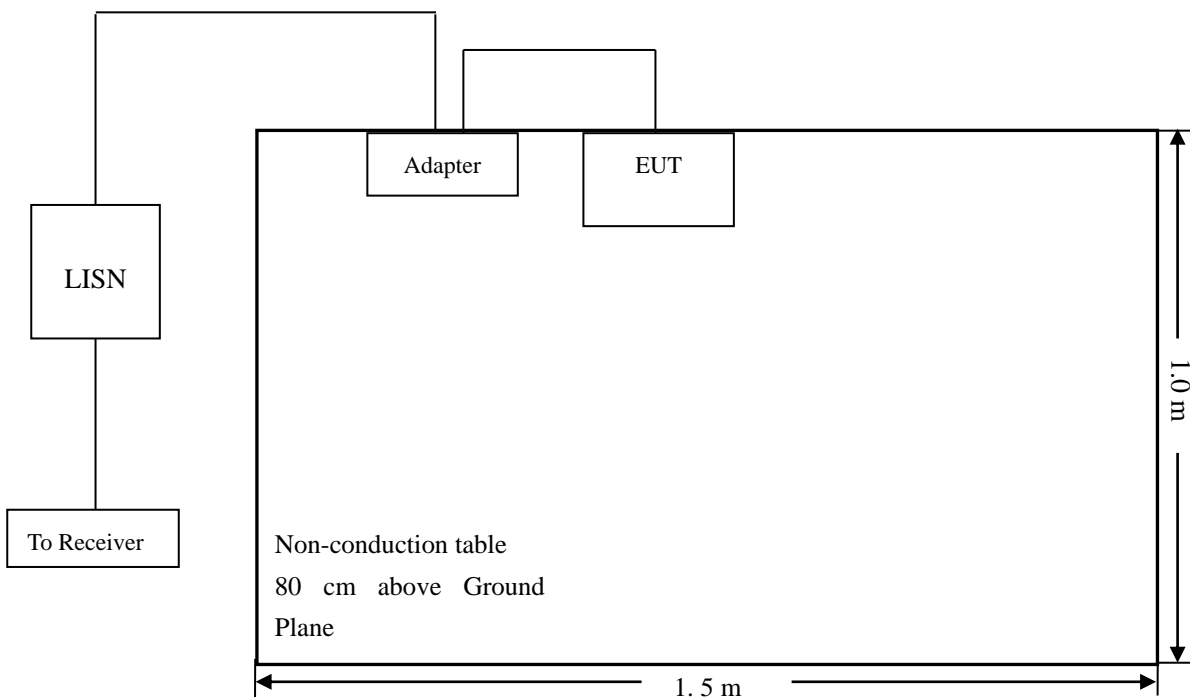 Adapter
EUT
LISN
1.0 m
To Receiver
Non-conduction table
80 cm above Ground
Plane
1. 5 m